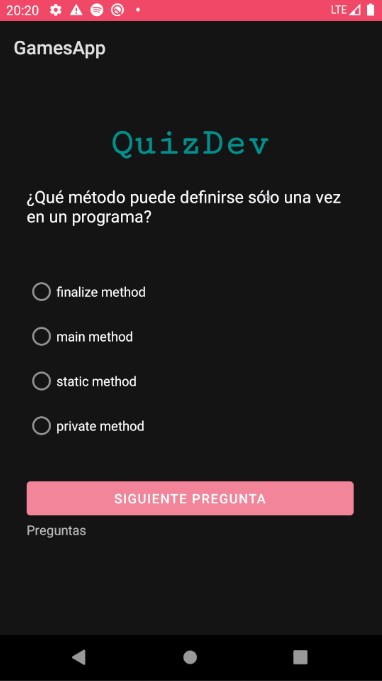 20:20 LTE
GamesApp
QuizDev
¿Qué método puede definirse sólo una vez
en un programa?
finalize method
main method
static method
private method
SIGUIENTE PREGUNTA
Preguntas